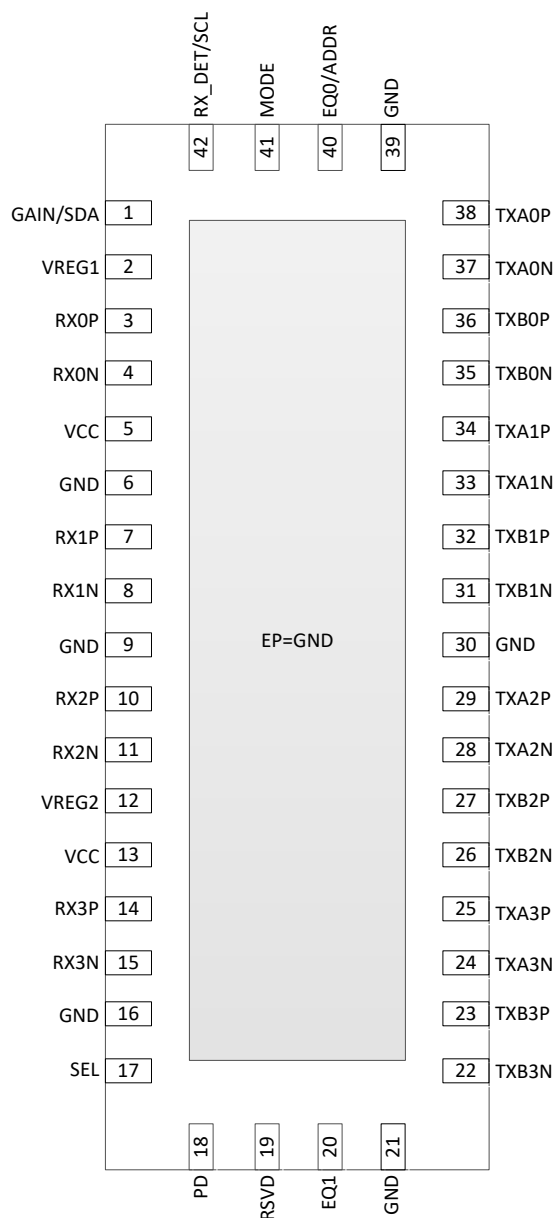 RX_DET/SCL
MODE
EQ0/ADDR
GND
42
41
40
39
GAIN/SDA 1
38 TXA0P
VREG1 2
37 TXA0N
RX0P 3
36 TXB0P
RX0N 4
35 TXB0N
VCC 5
34 TXA1P
GND 6
33 TXA1N
RX1P 7
32 TXB1P
RX1N 8
31 TXB1N
GND 9
EP=GND
30 GND
RX2P 10
29 TXA2P
RX2N 11
28 TXA2N
VREG2 12
27 TXB2P
VCC 13
26 TXB2N
RX3P 14
25 TXA3P
RX3N 15
24 TXA3N
GND 16
23 TXB3P
SEL 17
22 TXB3N
18
19
20
21
PD
RSVD
EQ1
GND